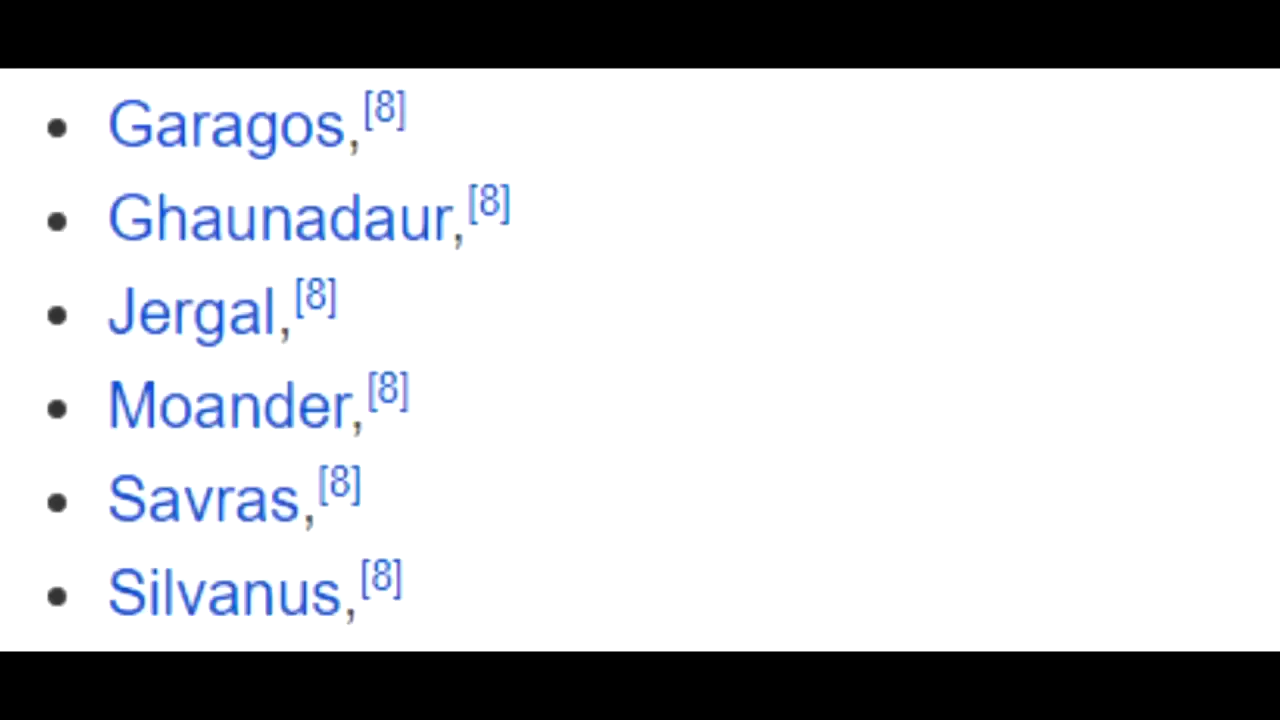 • Garagos,[8]
• Ghaunadaur,[8]
• Jergal,[8]
• Moander,[8]
• Savras,[8]
• Silvanus,[8]